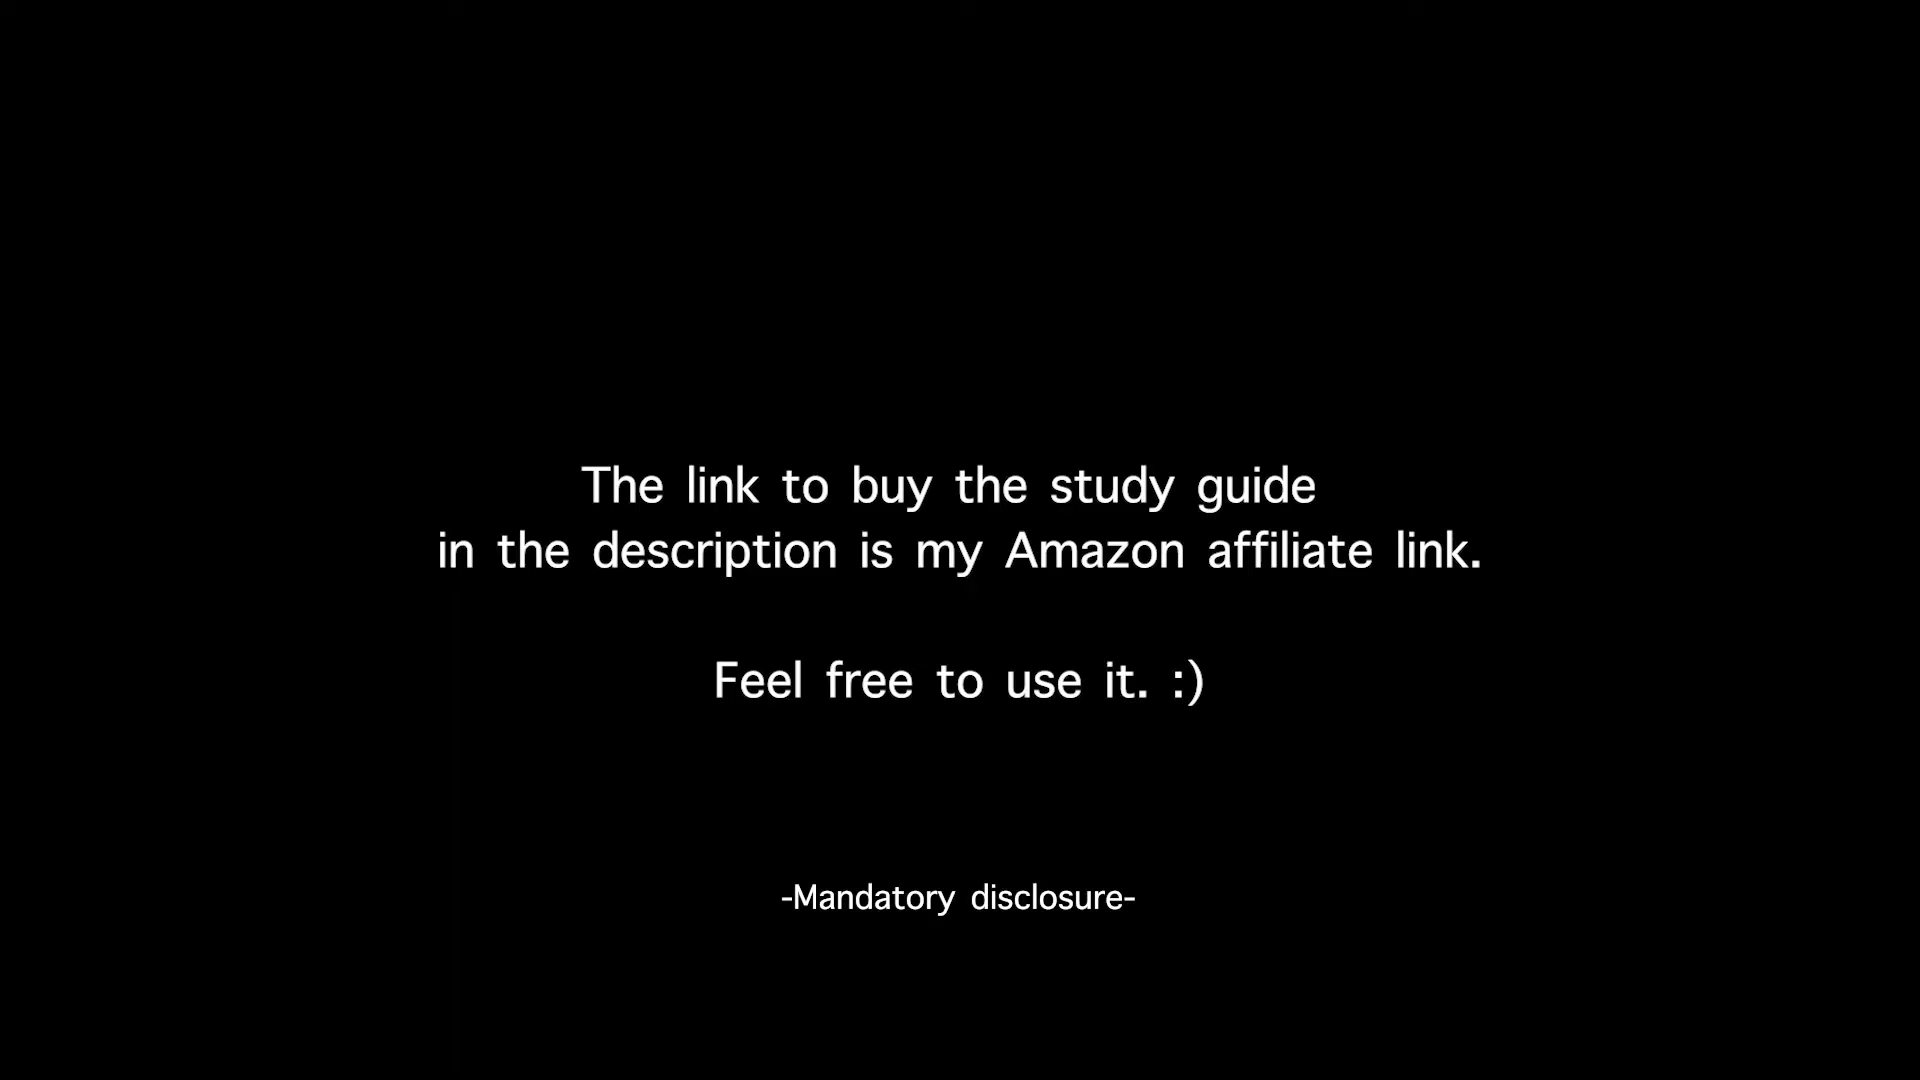 The link to buy the study guide
in the description is my Amazon affiliate link.
Feel free to use it. :)
-Mandatory disclosure-